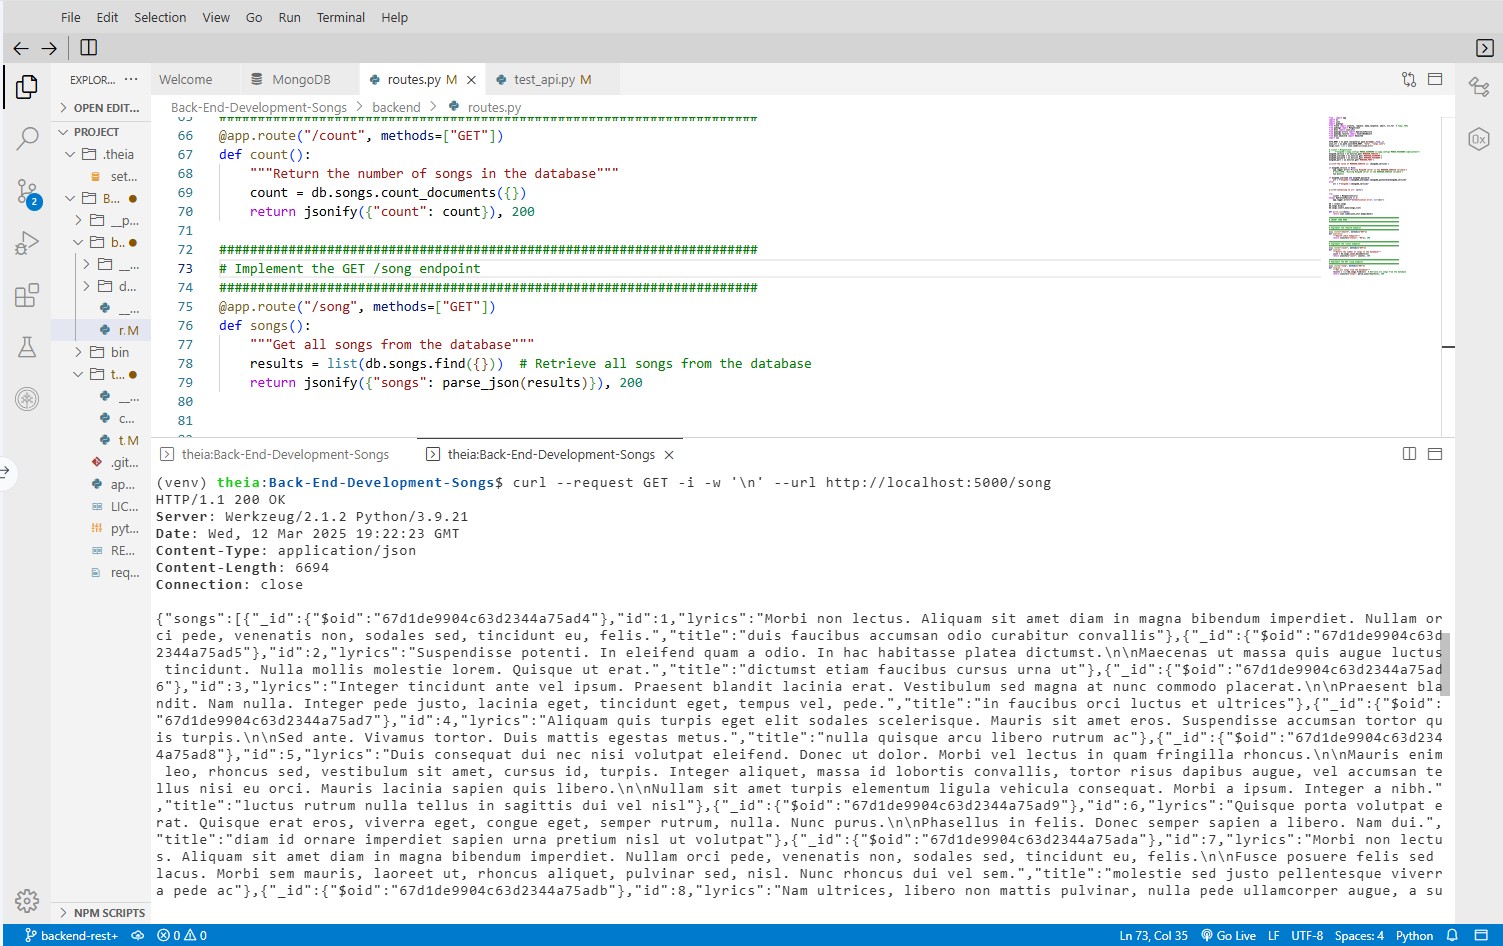 File Edit Selection View Go Run Terminal Help
EXPLOR... ··· Welcome MongoDB routes.py M test_api.py M
OPEN EDIT...
PROJECT
.theia
set...
B...
__p...
b...
__...
d...
__...
r. M
bin
t...
__...
c...
t. M
.git...
ap...
LIC...
pyt...
RE...
req...
NPM SCRIPTS
2
Back-End-Development-Songs backend routes.py
65 ######################################################################
66 @app.route("/count", methods=["GET"])
67 def count():
68 """Return the number of songs in the database"""
69 count = db.songs.count_documents({})
70 return jsonify({"count": count}), 200
71
72 ######################################################################
73 # Implement the GET /song endpoint
74 ######################################################################
75 @app.route("/song", methods=["GET"])
76 def songs():
77 """Get all songs from the database"""
78 results = list(db.songs.find({})) # Retrieve all songs from the database
79 return jsonify({"songs": parse_json(results)}), 200
80
81
theia:Back-End-Development-Songs theia:Back-End-Development-Songs
(venv) theia:Back-End-Development-Songs$ curl --request GET -i -w '\n' --url http://localhost:5000/song
HTTP/1.1 200 OK
Server: Werkzeug/2.1.2 Python/3.9.21
Date: Wed, 12 Mar 2025 19:22:23 GMT
Content-Type: application/json
Content-Length: 6694
Connection: close
{"songs":[{"_id":{"$oid":"67d1de9904c63d2344a75ad4"},"id":1,"lyrics":"Morbi non lectus. Aliquam sit amet diam in magna bibendum imperdiet. Nullam or
ci pede, venenatis non, sodales sed, tincidunt eu, felis.","title":"duis faucibus accumsan odio curabitur convallis"},{"_id":{"$oid":"67d1de9904c63d
2344a75ad5"},"id":2,"lyrics":"Suspendisse potenti. In eleifend quam a odio. In hac habitasse platea dictumst.\n\nMaecenas ut massa quis augue luctus
tincidunt. Nulla mollis molestie lorem. Quisque ut erat.","title":"dictumst etiam faucibus cursus urna ut"},{"_id":{"$oid":"67d1de9904c63d2344a75ad
6"},"id":3,"lyrics":"Integer tincidunt ante vel ipsum. Praesent blandit lacinia erat. Vestibulum sed magna at nunc commodo placerat.\n\nPraesent bla
ndit. Nam nulla. Integer pede justo, lacinia eget, tincidunt eget, tempus vel, pede.","title":"in faucibus orci luctus et ultrices"},{"_id":{"$oid":
"67d1de9904c63d2344a75ad7"},"id":4,"lyrics":"Aliquam quis turpis eget elit sodales scelerisque. Mauris sit amet eros. Suspendisse accumsan tortor qu
is turpis.\n\nSed ante. Vivamus tortor. Duis mattis egestas metus.","title":"nulla quisque arcu libero rutrum ac"},{"_id":{"$oid":"67d1de9904c63d234
4a75ad8"},"id":5,"lyrics":"Duis consequat dui nec nisi volutpat eleifend. Donec ut dolor. Morbi vel lectus in quam fringilla rhoncus.\n\nMauris enim
leo, rhoncus sed, vestibulum sit amet, cursus id, turpis. Integer aliquet, massa id lobortis convallis, tortor risus dapibus augue, vel accumsan te
llus nisi eu orci. Mauris lacinia sapien quis libero.\n\nNullam sit amet turpis elementum ligula vehicula consequat. Morbi a ipsum. Integer a nibh."
,"title":"luctus rutrum nulla tellus in sagittis dui vel nisl"},{"_id":{"$oid":"67d1de9904c63d2344a75ad9"},"id":6,"lyrics":"Quisque porta volutpat e
rat. Quisque erat eros, viverra eget, congue eget, semper rutrum, nulla. Nunc purus.\n\nPhasellus in felis. Donec semper sapien a libero. Nam dui.",
"title":"diam id ornare imperdiet sapien urna pretium nisl ut volutpat"},{"_id":{"$oid":"67d1de9904c63d2344a75ada"},"id":7,"lyrics":"Morbi non lectu
s. Aliquam sit amet diam in magna bibendum imperdiet. Nullam orci pede, venenatis non, sodales sed, tincidunt eu, felis.\n\nFusce posuere felis sed
lacus. Morbi sem mauris, laoreet ut, rhoncus aliquet, pulvinar sed, nisl. Nunc rhoncus dui vel sem.","title":"molestie sed justo pellentesque viverr
a pede ac"},{"_id":{"$oid":"67d1de9904c63d2344a75adb"},"id":8,"lyrics":"Nam ultrices, libero non mattis pulvinar, nulla pede ullamcorper augue, a su
backend-rest+ 0 0 Ln 73, Col 35 Go Live LF UTF-8 Spaces: 4 Python